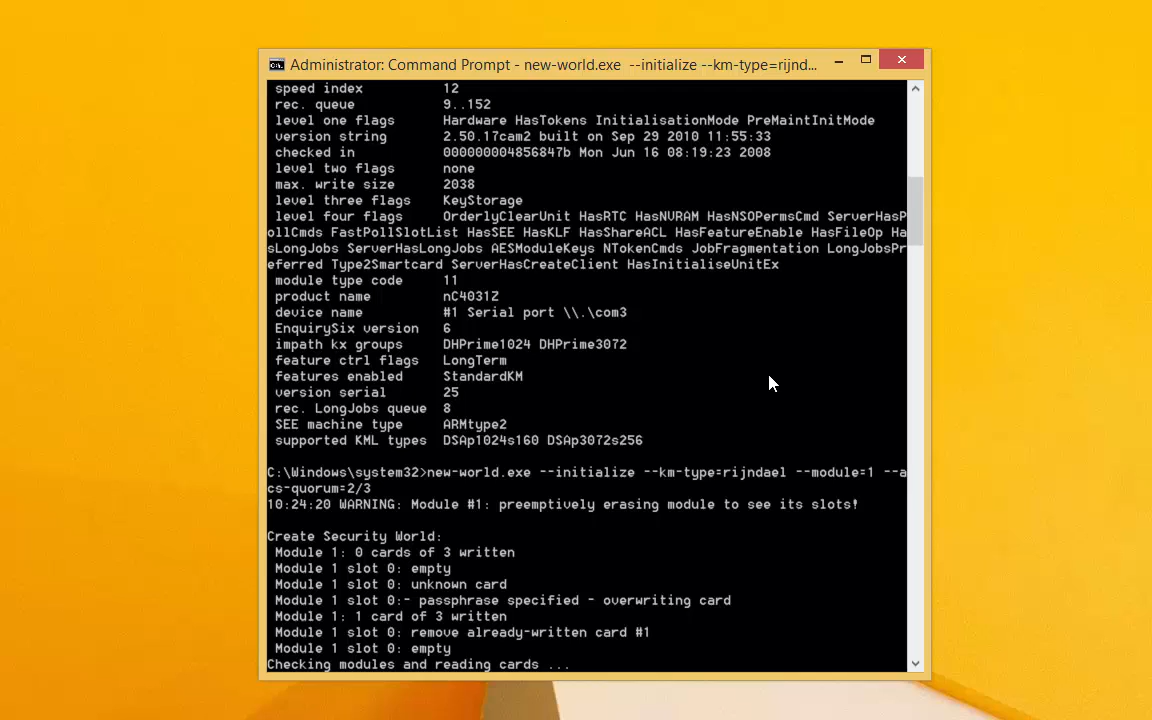 Administrator: Command Prompt - new-world.exe  --initialize --km-type=rijnd...
speed index          12
rec. queue           9..152
level one flags      Hardware HasTokens InitialisationMode PreMaintInitMode
version string       2.50.17cam2 built on Sep 29 2010 11:55:33
checked in           000000004856847b Mon Jun 16 08:19:23 2008
level two flags      none
max. write size      2038
level three flags    KeyStorage
level four flags     OrderlyClearUnit HasRTC HasNVRAM HasNSOPermsCmd ServerHasP
ollCmds FastPollSlotList HasSEE HasKLF HasShareACL HasFeatureEnable HasFileOp Ha
sLongJobs ServerHasLongJobs AESModuleKeys NTokenCmds JobFragmentation LongJobsPr
eferred Type2Smartcard ServerHasCreateClient HasInitialiseUnitEx
module type code     11
product name         nC4031Z
device name          #1 Serial port \\.\com3
EnquirySix version   6
impath kx groups     DHPrime1024 DHPrime3072
feature ctrl flags   LongTerm
features enabled     StandardKM
version serial       25
rec. LongJobs queue  8
SEE machine type     ARMtype2
supported KML types  DSAp1024s160 DSAp3072s256
C:\Windows\system32>new-world.exe --initialize --km-type=rijndael --module=1 --a
cs-quorum=2/3
10:24:20 WARNING: Module #1: preemptively erasing module to see its slots!
Create Security World:
Module 1: 0 cards of 3 written
Module 1 slot 0: empty
Module 1 slot 0: unknown card
Module 1 slot 0:- passphrase specified - overwriting card
Module 1: 1 card of 3 written
Module 1 slot 0: remove already-written card #1
Module 1 slot 0: empty
Checking modules and reading cards ...